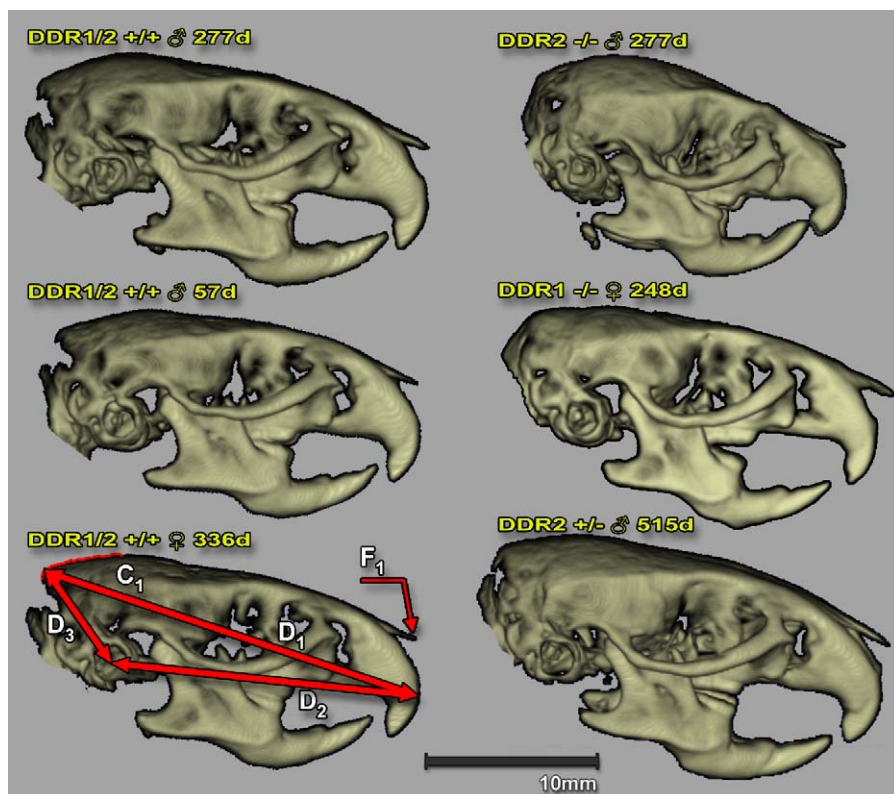 DDR1/2 +/+ ♂ 277d
DDR2 -/- ♂ 277d
DDR1/2 +/+ ♂ 57d
DDR1 -/- ♀ 248d
DDR1/2 +/+ ♀ 336d
DDR2 +/- ♂ 515d
F1
C1
D3
D1
D2
10mm